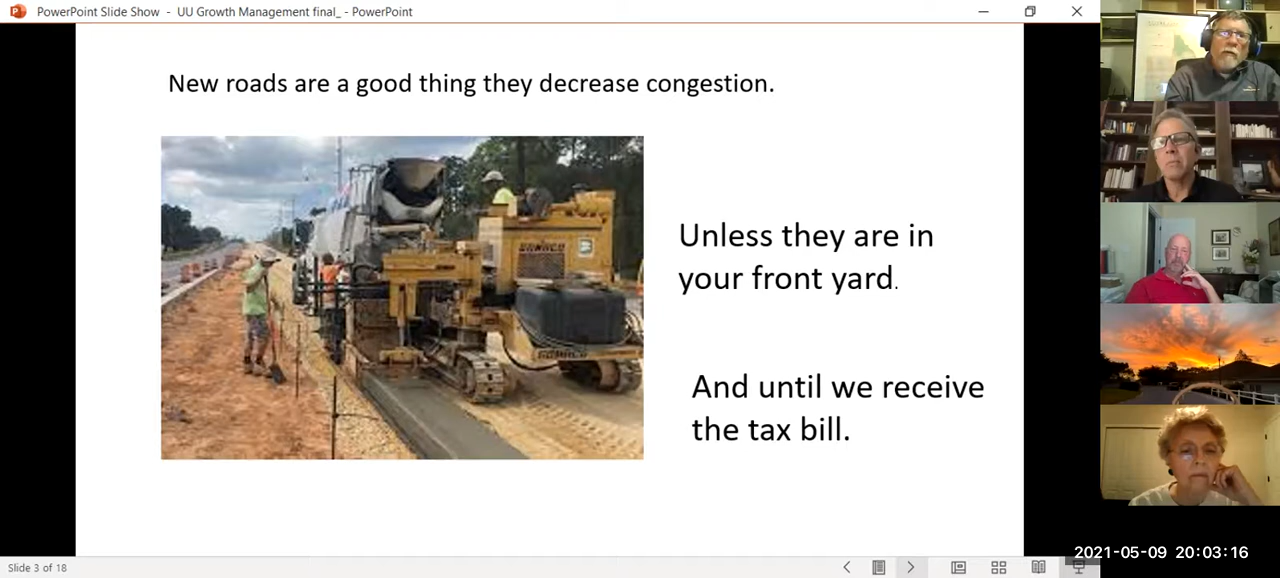 PowerPoint Slide Show - UU Growth Management final_ - PowerPoint
New roads are a good thing they decrease congestion.
GOMACO
GOMACO
Unless they are in
your front yard.
And until we receive
the tax bill.
Slide 3 of 18
2021-05-09 20:03:16